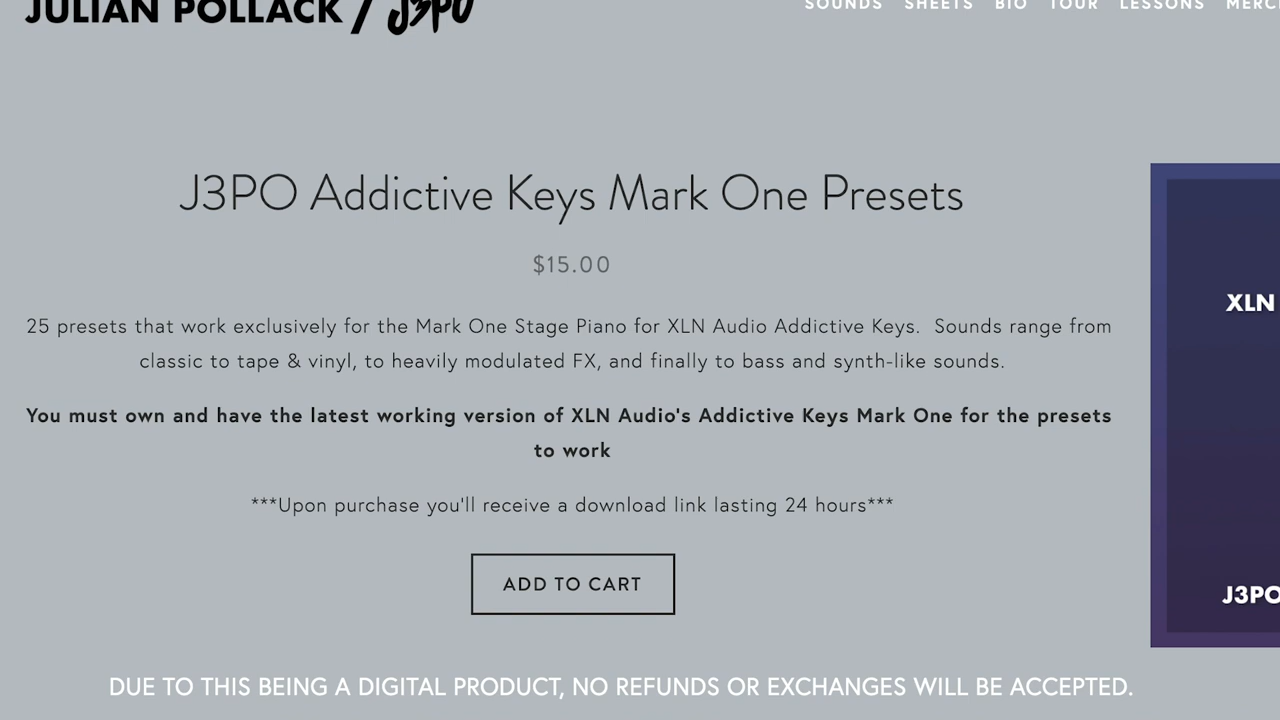 JULIAN POLLACK / J3PO
SOUNDS SHEETS BIO TOUR LESSONS
J3PO Addictive Keys Mark One Presets
$15.00
25 presets that work exclusively for the Mark One Stage Piano for XLN Audio Addictive Keys.  Sounds range from
classic to tape & vinyl, to heavily modulated FX, and finally to bass and synth-like sounds.
XLN
You must own and have the latest working version of XLN Audio's Addictive Keys Mark One for the presets
to work
***Upon purchase you'll receive a download link lasting 24 hours***
ADD TO CART
J3PO
DUE TO THIS BEING A DIGITAL PRODUCT, NO REFUNDS OR EXCHANGES WILL BE ACCEPTED.